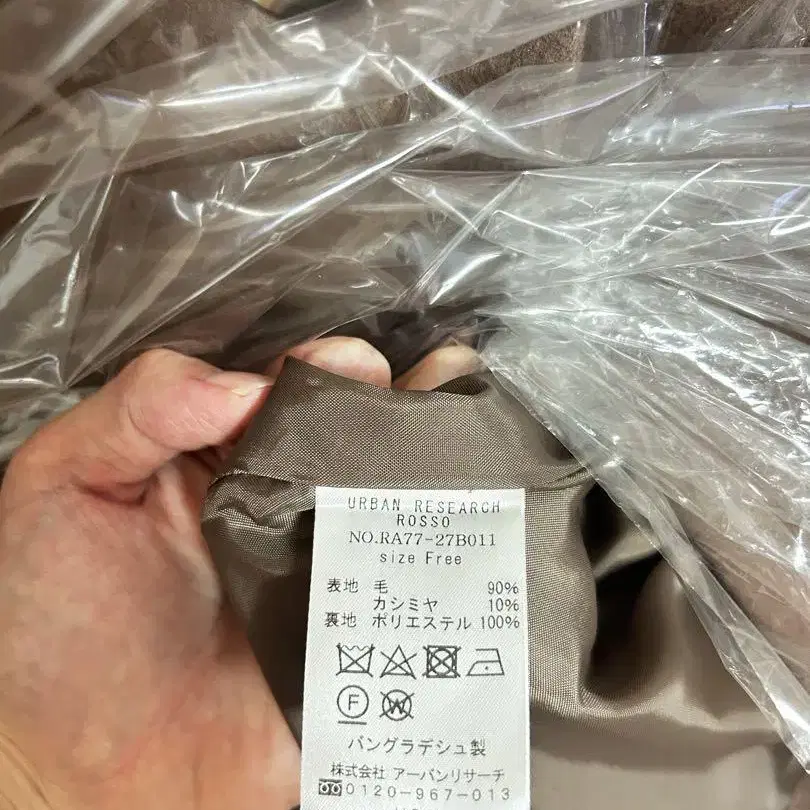 URBAN RESEARCH
ROSSO
NO.RA77-27B011
size Free
表地 毛 90%
カシミヤ 10%
裏地 ポリエステル 100%
F
W
バングラデシュ製
株式会社 アーバンリサーチ
0120-967-013